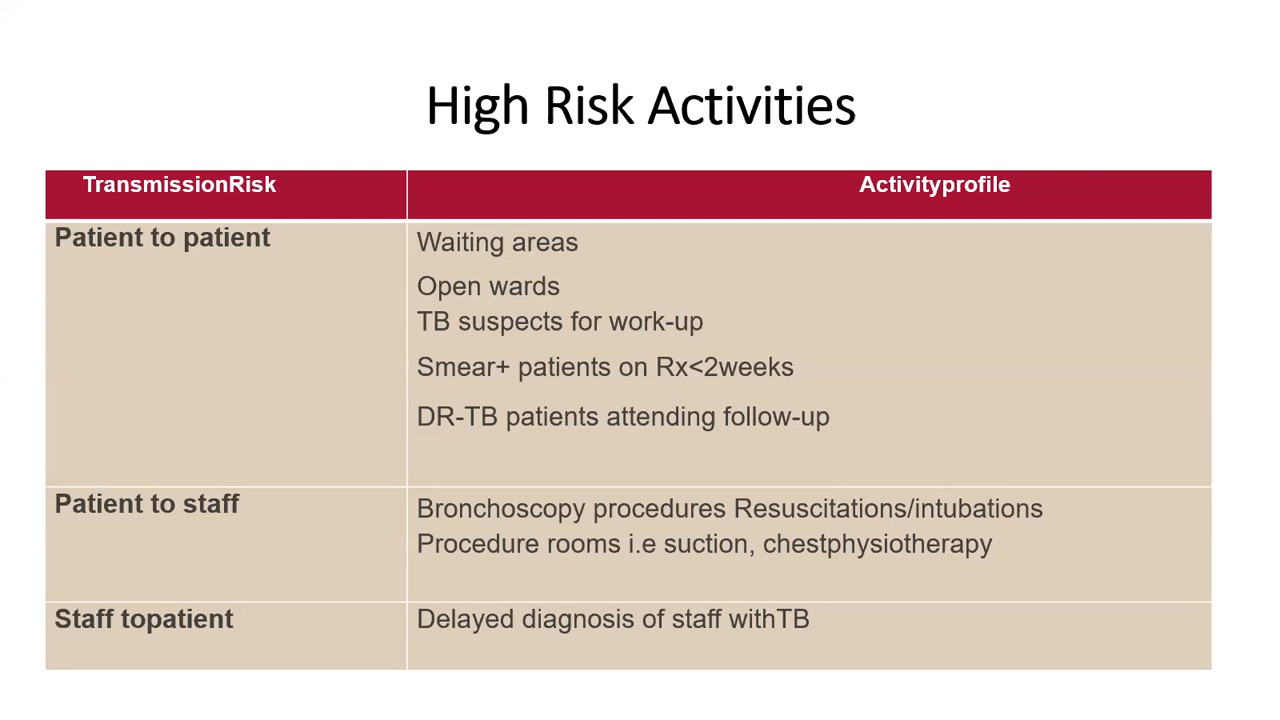 High Risk Activities
TransmissionRisk
Activityprofile
Patient to patient
Waiting areas
Open wards
TB suspects for work-up
Smear+ patients on Rx<2weeks
DR-TB patients attending follow-up
Patient to staff
Bronchoscopy procedures Resuscitations/intubations
Procedure rooms i.e suction, chestphysiotherapy
Staff topatient
Delayed diagnosis of staff withTB